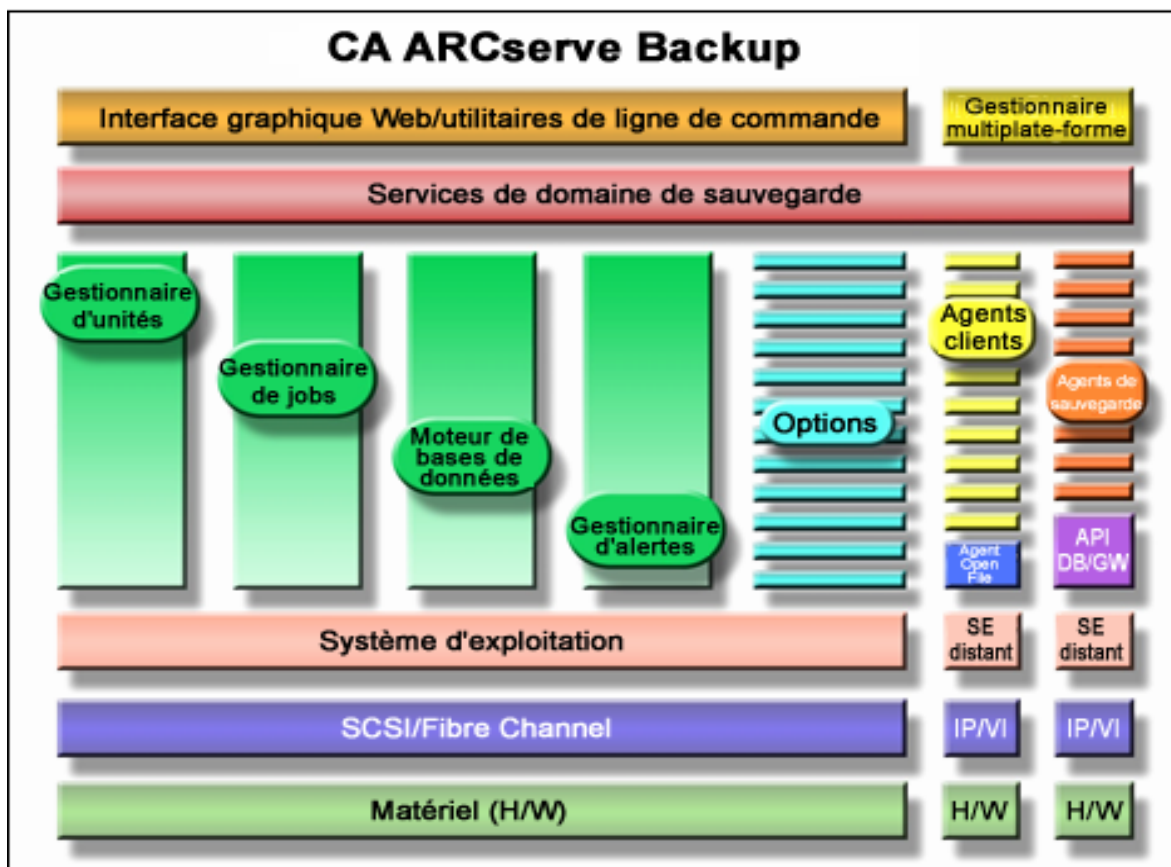 CA ARCserve Backup
Interface graphique Web/utilitaires de ligne de commande
Gestionnaire
multiplate-forme
Services de domaine de sauvegarde
Gestionnaire
d'unités
Gestionnaire
de jobs
Moteur de
bases de
données
Gestionnaire
d'alertes
Options
Agents
clients
Agents de
sauvegarde
Agent
Open
File
API
DB/GW
Système d'exploitation
SE
distant
SE
distant
SCSI/Fibre Channel
IP/VI
IP/VI
Matériel (H/W)
H/W
H/W